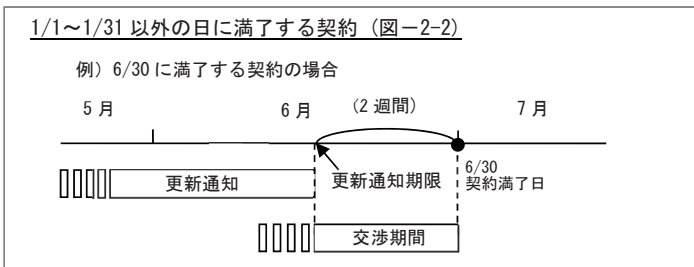 1/1~1/31 以外の日に満了する契約（図－2-2）
例）6/30 に満了する契約の場合
5 月
6 月
（2 週間）
7 月
更新通知
更新通知期限
6/30
契約満了日
交渉期間